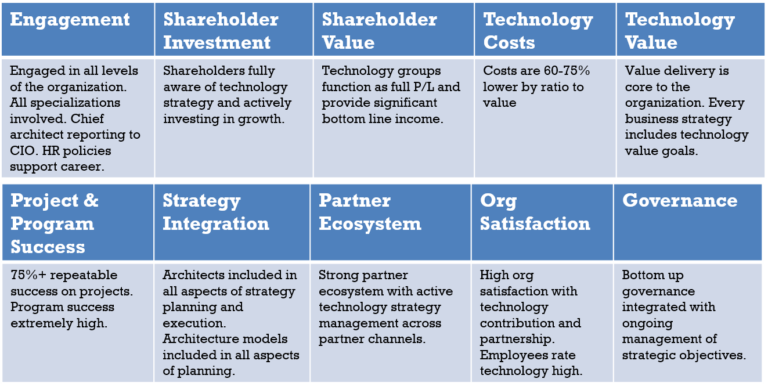 Engagement
Shareholder
Investment
Shareholder
Value
Technology
Costs
Technology
Value
Engaged in all levels
of the organization.
All specializations
involved. Chief
architect reporting to
CIO. HR policies
support career.
Shareholders fully
aware of technology
strategy and actively
investing in growth.
Technology groups
function as full P/L and
provide significant
bottom line income.
Costs are 60-75%
lower by ratio to
value
Value delivery is
core to the
organization. Every
business strategy
includes technology
value goals.
Project &
Program
Success
Strategy
Integration
Partner
Ecosystem
Org
Satisfaction
Governance
75%+ repeatable
success on projects.
Program success
extremely high.
Architects included in
all aspects of strategy
planning and
execution.
Architecture models
included in all aspects
of planning.
Strong partner
ecosystem with active
technology strategy
management across
partner channels.
High org
satisfaction with
technology
contribution and
partnership.
Employees rate
technology high.
Bottom up
governance
integrated with
ongoing
management of
strategic objectives.